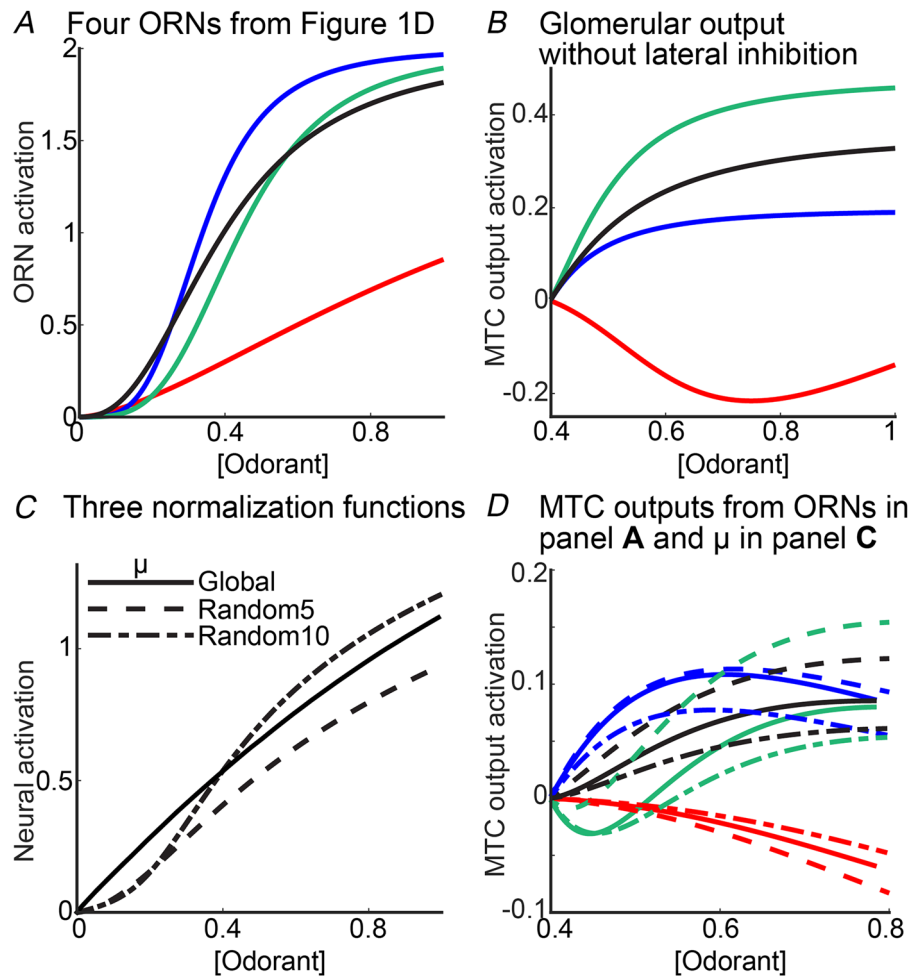 A Four ORNs from Figure 1D
2
1.5
1
0.5
0
ORN activation
0 0.4 0.8
[Odorant]
B Glomerular output
without lateral inhibition
0.4
0.2
0
-0.2
MTC output activation
0.4 0.6 0.8 1
[Odorant]
C Three normalization functions
μ
Global
Random5
Random10
1
0.5
0
Neural activation
0 0.4 0.8
[Odorant]
D MTC outputs from ORNs in
panel A and μ in panel C
0.2
0.1
0
-0.1
MTC output activation
0.4 0.6 0.8
[Odorant]